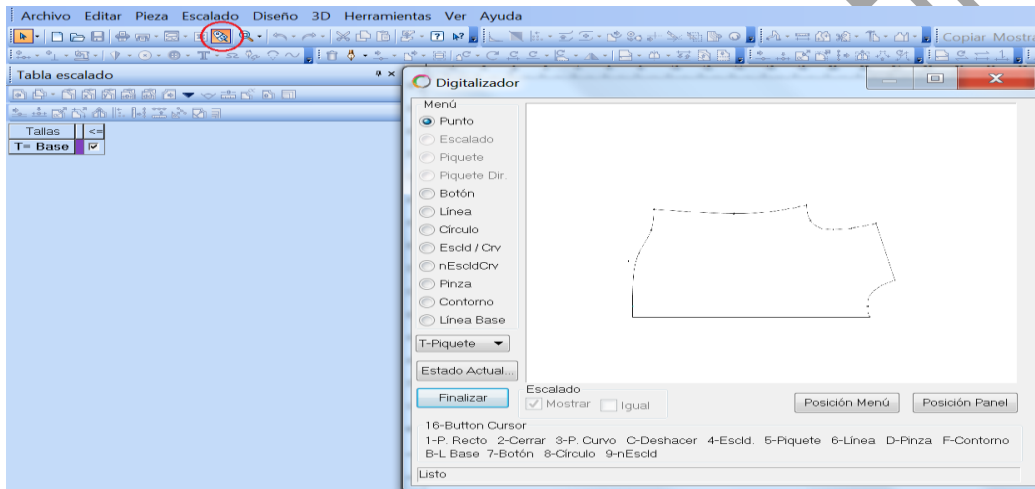 Archivo Editar Pieza Escalado Diseño 3D Herramientas Ver Ayuda
Copiar Mostra
Tabla escalado
Tallas <=
T= Base
Digitalizador
Menú
Punto
Escalado
Piquete
Piquete Dir.
Botón
Línea
Círculo
Escld / Crv
nEscldCrv
Pinza
Contorno
Línea Base
T-Piquete
Estado Actual...
Finalizar
Escalado
Mostrar Igual
Posición Menú Posición Panel
16-Button Cursor
1-P. Recto 2-Cerrar 3-P. Curvo C-Deshacer 4-Escld. 5-Piquete 6-Línea D-Pinza F-Contorno
B-L Base 7-Botón 8-Círculo 9-nEscld
Listo